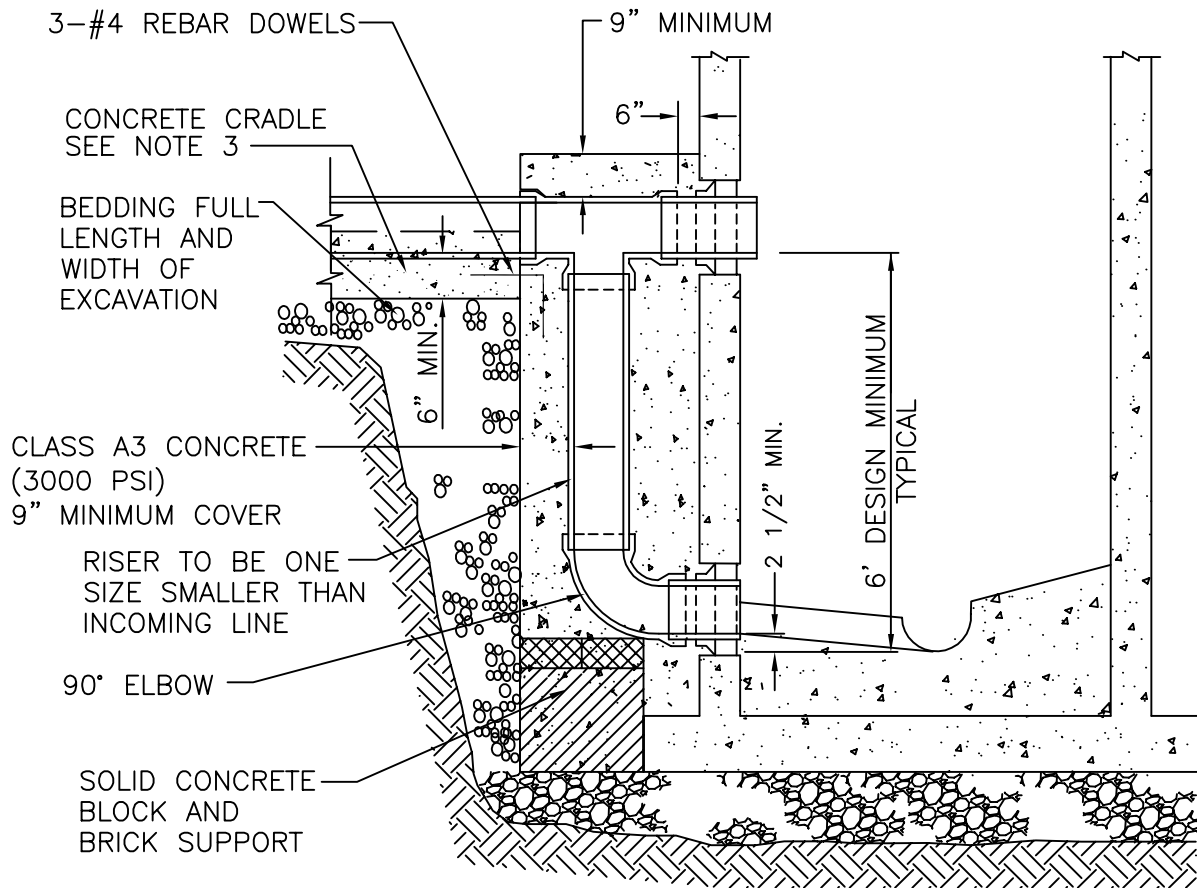 3-#4 REBAR DOWELS
9" MINIMUM
6"
CONCRETE CRADLE
SEE NOTE 3
BEDDING FULL
LENGTH AND
WIDTH OF
EXCAVATION
6" MIN.
CLASS A3 CONCRETE
(3000 PSI)
9" MINIMUM COVER
RISER TO BE ONE
SIZE SMALLER THAN
INCOMING LINE
90° ELBOW
SOLID CONCRETE
BLOCK AND
BRICK SUPPORT
2 1/2" MIN.
6' DESIGN MINIMUM
TYPICAL